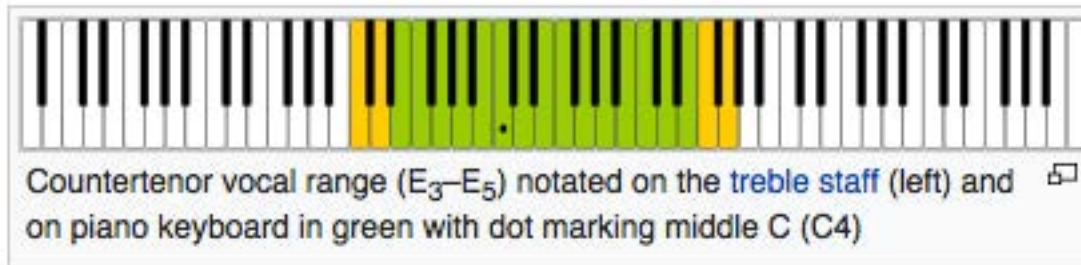 Countertenor vocal range (E3–E5) notated on the treble staff (left) and
on piano keyboard in green with dot marking middle C (C4)